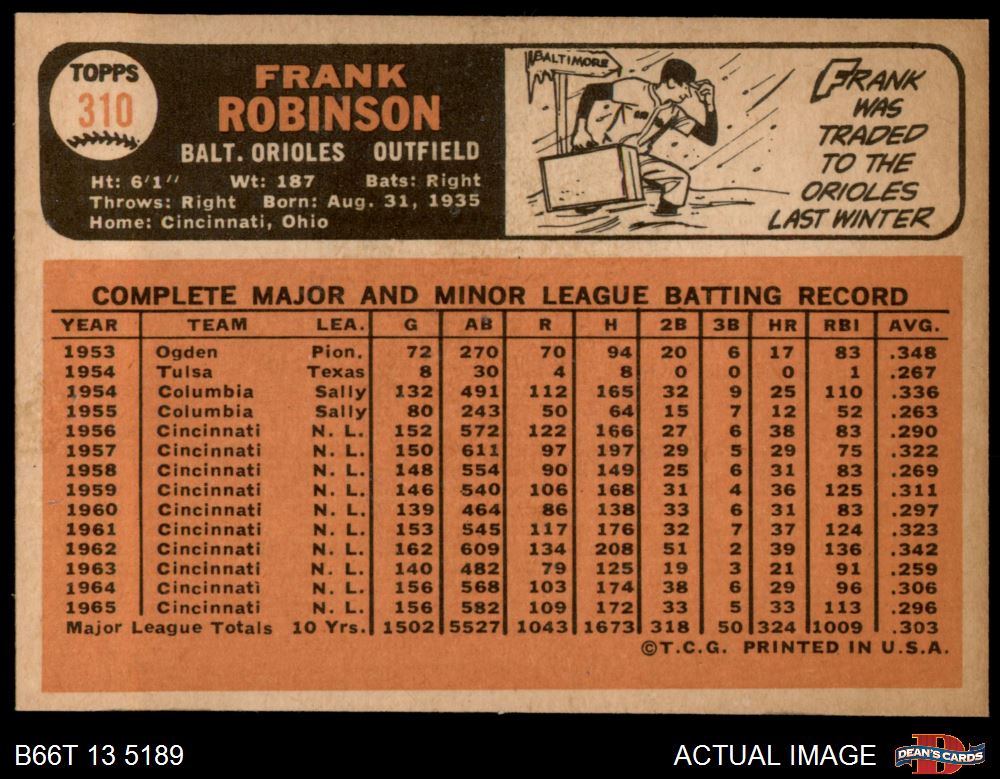 TOPPS
310
FRANK
ROBINSON
BALT. ORIOLES OUTFIELD
Ht: 6'1" Wt: 187 Bats: Right
Throws: Right Born: Aug. 31, 1935
Home: Cincinnati, Ohio
BALTIMORE
FRANK
WAS
TRADED
TO THE
ORIOLES
LAST WINTER
COMPLETE MAJOR AND MINOR LEAGUE BATTING RECORD
YEAR TEAM LEA. G AB R H 2B 3B HR RBI AVG.
1953 Ogden Pion. 72 270 70 94 20 6 17 83 .348
1954 Tulsa Texas 8 30 4 8 0 0 0 1 .267
1954 Columbia Sally 132 491 112 165 32 9 25 110 .336
1955 Columbia Sally 80 243 50 64 15 7 12 52 .263
1956 Cincinnati N. L. 152 572 122 166 27 6 38 83 .290
1957 Cincinnati N. L. 150 611 97 197 29 5 29 75 .322
1958 Cincinnati N. L. 148 554 90 149 25 6 31 83 .269
1959 Cincinnati N. L. 146 540 106 168 31 4 36 125 .311
1960 Cincinnati N. L. 139 464 86 138 33 6 31 83 .297
1961 Cincinnati N. L. 153 545 117 176 32 7 37 124 .323
1962 Cincinnati N. L. 162 609 134 208 51 2 39 136 .342
1963 Cincinnati N. L. 140 482 79 125 19 3 21 91 .259
1964 Cincinnati N. L. 156 568 103 174 38 6 29 96 .306
1965 Cincinnati N. L. 156 582 109 172 33 5 33 113 .296
Major League Totals 10 Yrs. 1502 5527 1043 1673 318 50 324 1009 .303
©T.C.G. PRINTED IN U.S.A.
B66T 13 5189 ACTUAL IMAGE DEAN'S CARDS